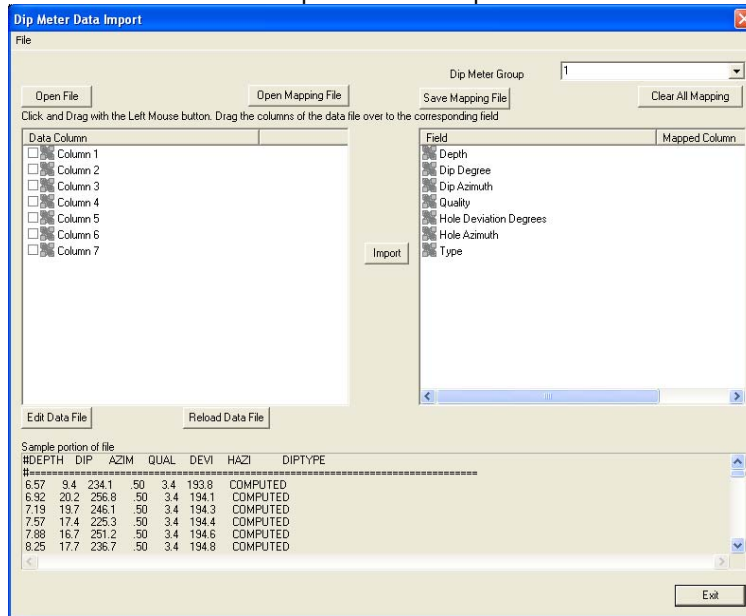 Dip Meter Data Import
File
Dip Meter Group 1
Open File Open Mapping File Save Mapping File Clear All Mapping
Click and Drag with the Left Mouse button. Drag the columns of the data file over to the corresponding field
Data Column
Column 1
Column 2
Column 3
Column 4
Column 5
Column 6
Column 7
Import
Field Mapped Column
Depth
Dip Degree
Dip Azimuth
Quality
Hole Deviation Degrees
Hole Azimuth
Type
Edit Data File Reload Data File
Sample portion of file
#DEPTH DIP AZIM QUAL DEVI HAZI DIPTYPE
#==============================================================================
6.57 9.4 234.1 .50 3.4 193.8 COMPUTED
6.92 20.2 256.8 .50 3.4 194.1 COMPUTED
7.19 19.7 246.1 .50 3.4 194.3 COMPUTED
7.57 17.4 225.3 .50 3.4 194.4 COMPUTED
7.88 16.7 251.2 .50 3.4 194.6 COMPUTED
8.25 17.7 236.7 .50 3.4 194.8 COMPUTED
Exit